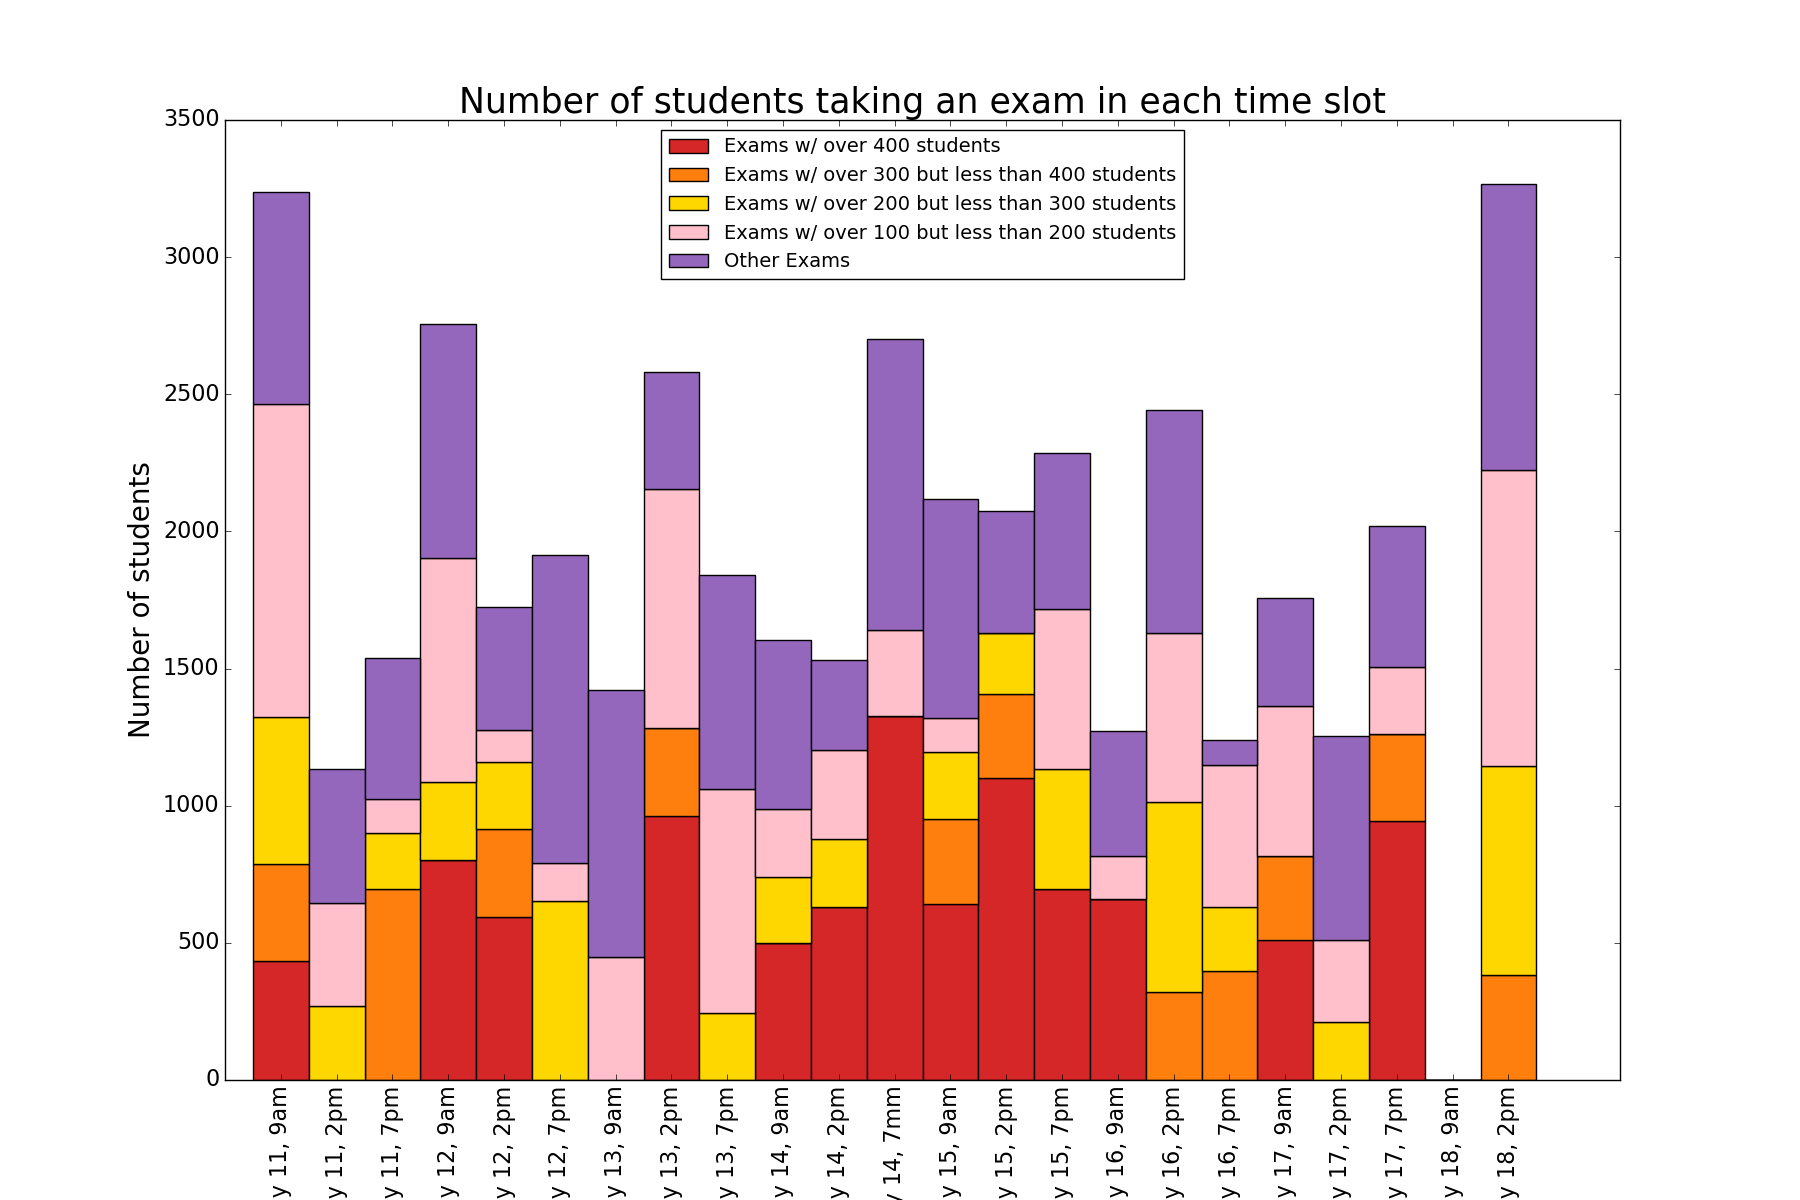 Number of students taking an exam in each time slot
Exams w/ over 400 students
Exams w/ over 300 but less than 400 students
Exams w/ over 200 but less than 300 students
Exams w/ over 100 but less than 200 students
Other Exams
Number of students
3500
3000
2500
2000
1500
1000
500
0
y 11, 9am
y 11, 2pm
y 11, 7pm
y 12, 9am
y 12, 2pm
y 12, 7pm
y 13, 9am
y 13, 2pm
y 13, 7pm
y 14, 9am
y 14, 2pm
y 14, 7mm
y 15, 9am
y 15, 2pm
y 15, 7pm
y 16, 9am
y 16, 2pm
y 16, 7pm
y 17, 9am
y 17, 2pm
y 17, 7pm
y 18, 9am
y 18, 2pm